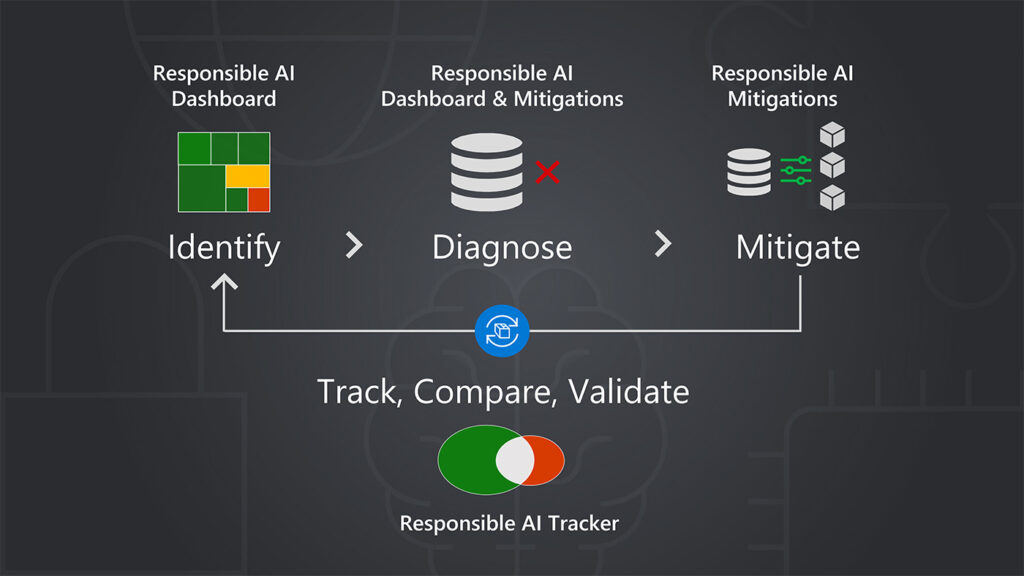 Responsible AI
Dashboard
Responsible AI
Dashboard & Mitigations
Responsible AI
Mitigations
Identify
Diagnose
Mitigate
Track, Compare, Validate
Responsible AI Tracker